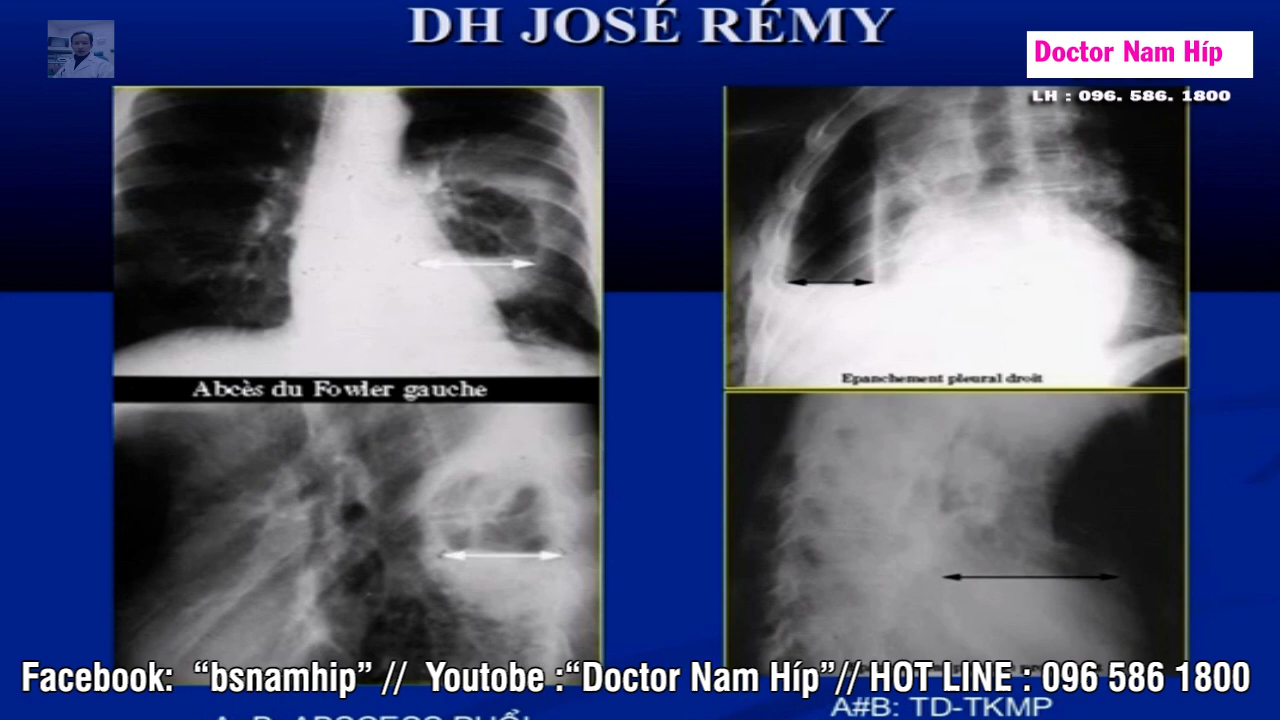 DH JOSÉ RÉMY
Doctor Nam Híp
LH : 096. 586. 1800
Abcès du Fowler gauche
Epanchement pleural droit
Facebook: “bsnamhip” // Youtobe :“Doctor Nam Híp”// HOT LINE : 096 586 1800
A#B: TD-TKMP